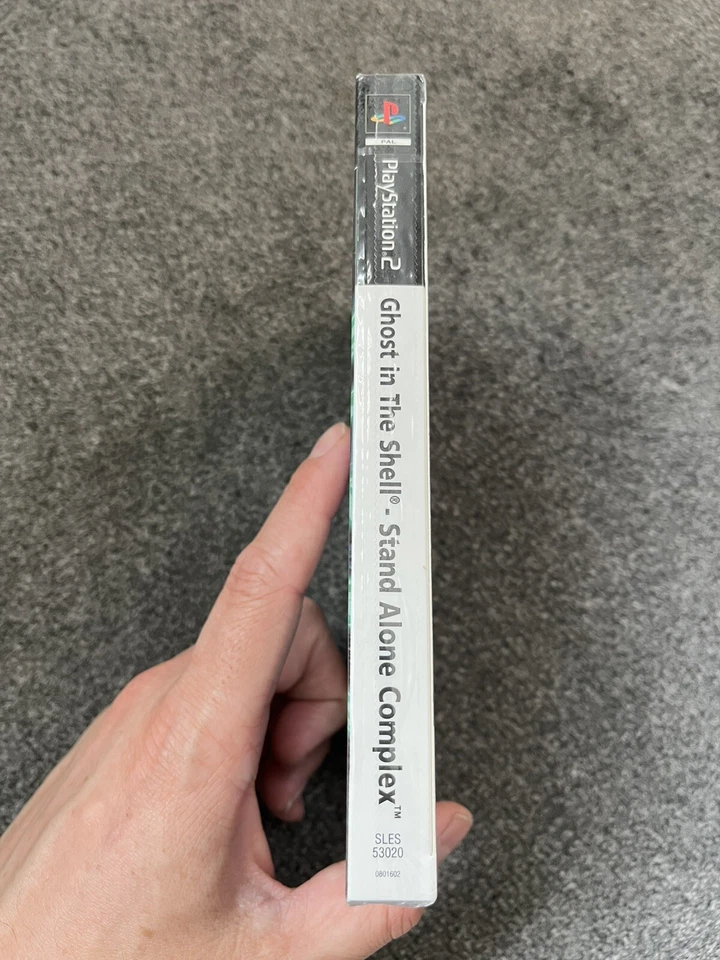 PAL
PlayStation.2
Ghost in The Shell® - Stand Alone Complex™
SLES
53020
0801602